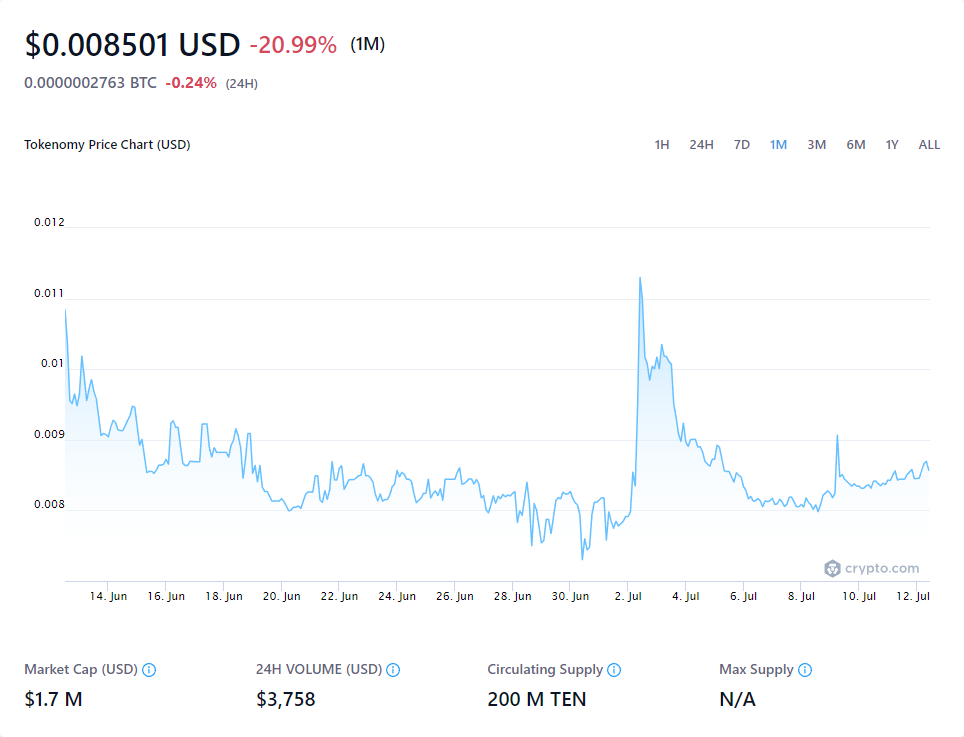 $0.008501 USD -20.99% (1M)
0.0000002763 BTC -0.24% (24H)
Tokenomy Price Chart (USD) 1H 24H 7D 1M 3M 6M 1Y ALL
0.012
0.011
0.01
0.009
0.008
crypto.com
14. Jun 16. Jun 18. Jun 20. Jun 22. Jun 24. Jun 26. Jun 28. Jun 30. Jun 2. Jul 4. Jul 6. Jul 8. Jul 10. Jul 12. Jul
Market Cap (USD) 24H VOLUME (USD) Circulating Supply Max Supply
$1.7 M $3,758 200 M TEN N/A